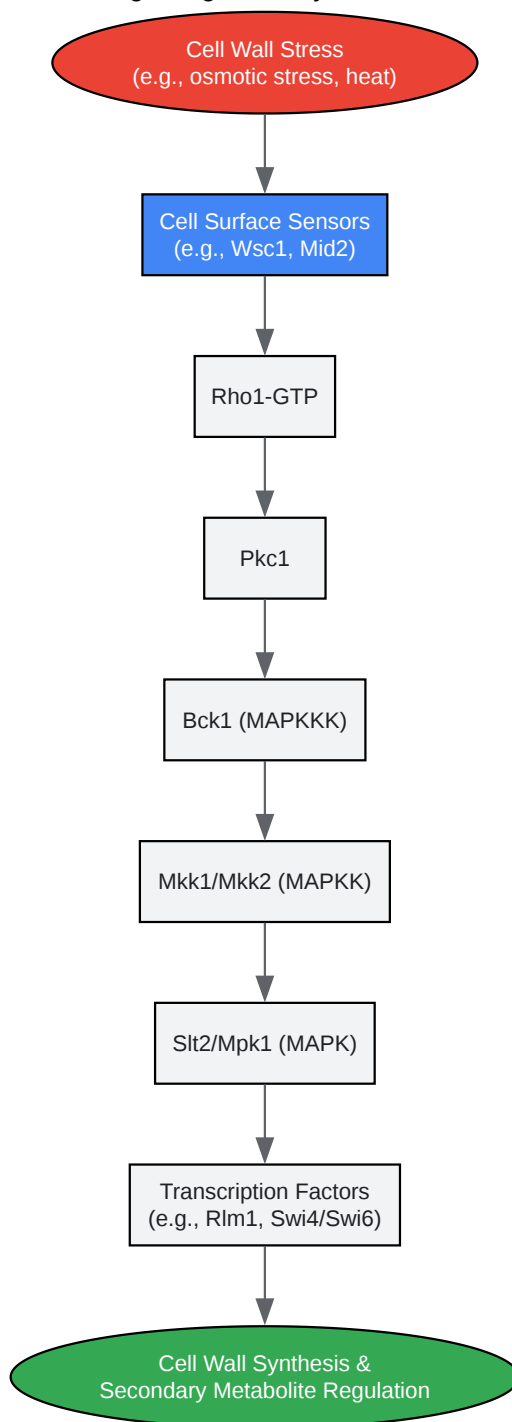 Cell Wall Stress
(e.g., osmotic stress, heat)
Cell Surface Sensors
(e.g., Wsc1, Mid2)
Rho1-GTP
Pkc1
Bck1 (MAPKKK)
Mkk1/Mkk2 (MAPKK)
Slt2/Mpk1 (MAPK)
Transcription Factors
(e.g., Rlm1, Swi4/Swi6)
Cell Wall Synthesis &
Secondary Metabolite Regulation